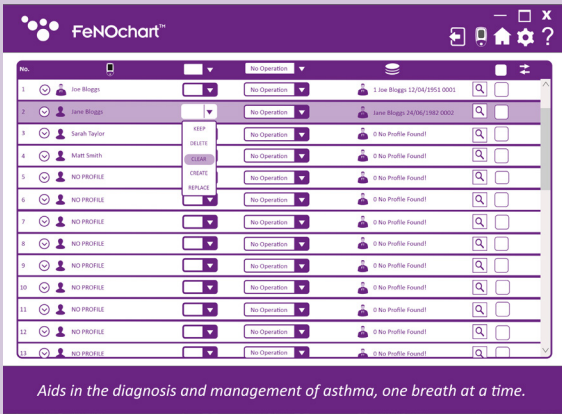 FeNOchart™
No. No Operation
1 Joe Bloggs No Operation 1 Joe Bloggs 12/04/1951 0001
2 Jane Bloggs No Operation Jane Bloggs 24/06/1982 0002
KEEP
3 Sarah Taylor No Operation 0 No Profile Found!
DELETE
4 Matt Smith CLEAR No Operation 0 No Profile Found!
5 NO PROFILE CREATE No Operation 0 No Profile Found!
REPLACE
6 NO PROFILE No Operation 0 No Profile Found!
7 NO PROFILE No Operation 0 No Profile Found!
8 NO PROFILE No Operation 0 No Profile Found!
9 NO PROFILE No Operation 0 No Profile Found!
10 NO PROFILE No Operation 0 No Profile Found!
11 NO PROFILE No Operation 0 No Profile Found!
12 NO PROFILE No Operation 0 No Profile Found!
13 NO PROFILE No Operation 0 No Profile Found!
Aids in the diagnosis and management of asthma, one breath at a time.